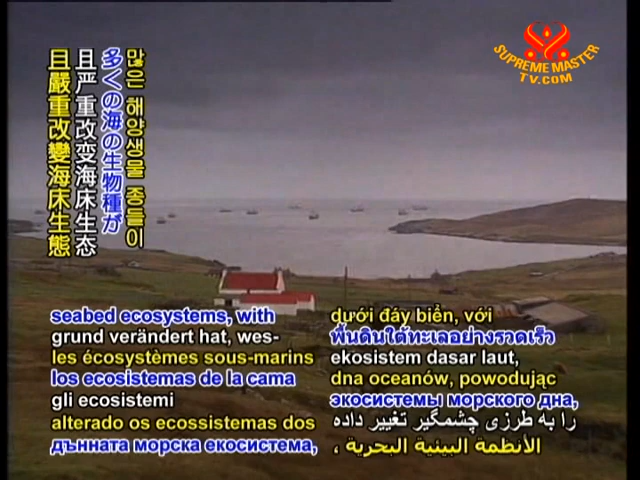 SUPREME MASTER
TV.COM
많은 해양생물 종들이
多くの海の生物種が
且严重改变海床生态
且嚴重改變海床生態
seabed ecosystems, with
grund verändert hat, wes-
les écosystèmes sous-marins
los ecosistemas de la cama
gli ecosistemi
alterado os ecossistemas dos
дънната морска екосистема,
dưới đáy biển, với
พื้นดินใต้ทะเลอย่างรวดเร็ว
ekosistem dasar laut,
dna oceanów, powodując
экосистемы морского дна,
را به طرزی چشمگیر تغییر داده
الأنظمة البيئية البحرية ،